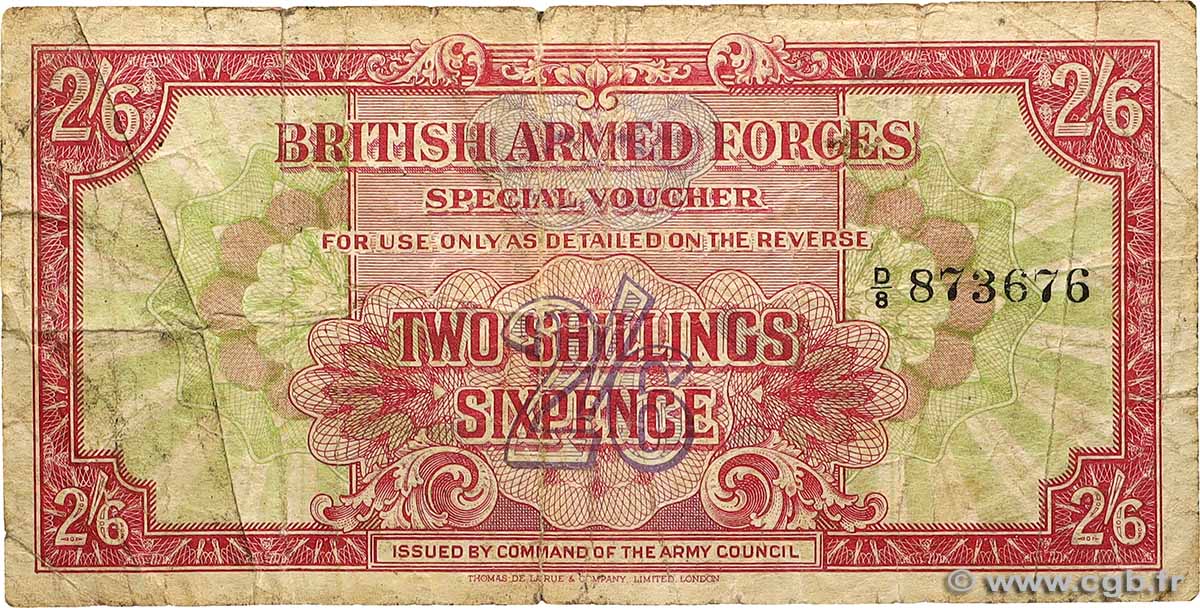 2/6 2/6
BRITISH ARMED FORCES
SPECIAL VOUCHER
FOR USE ONLY AS DETAILED ON THE REVERSE
D/8 873676
2/6
TWO SHILLINGS
SIXPENCE
2/6 2/6
ISSUED BY COMMAND OF THE ARMY COUNCIL
THOMAS DE LA RUE & COMPANY, LIMITED, LONDON
© www.cgb.fr